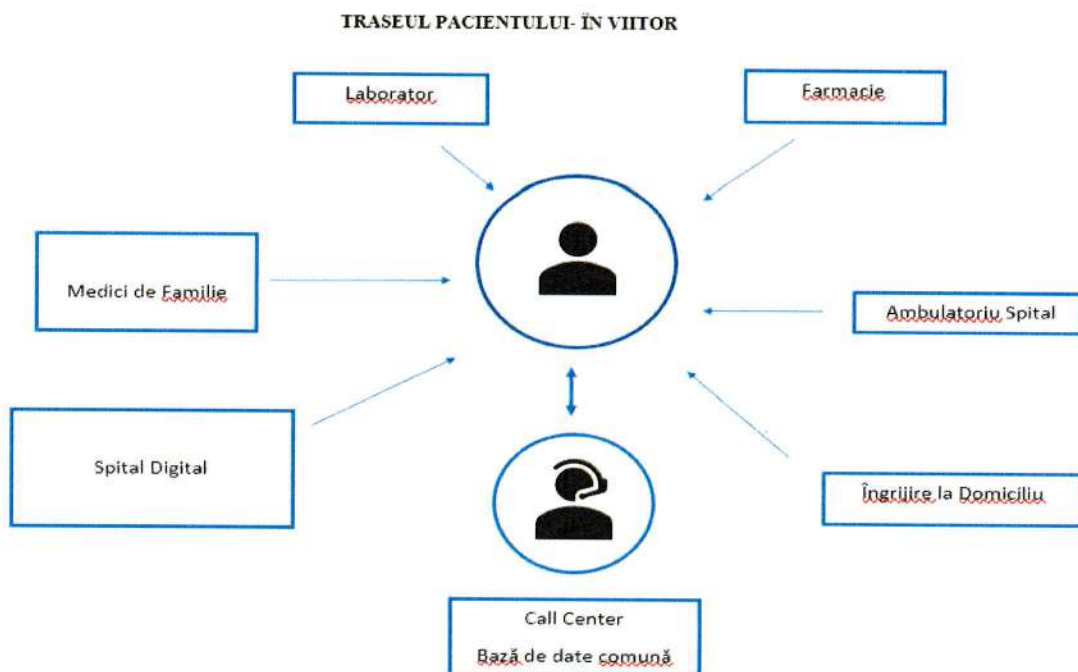 TRASEUL PACIENTULUI- ÎN VIITOR
Laborator
Farmacie
Medici de Familie
Ambulatoriu Spital
Spital Digital
Îngrijire la Domiciliu
Call Center
Bază de date comună